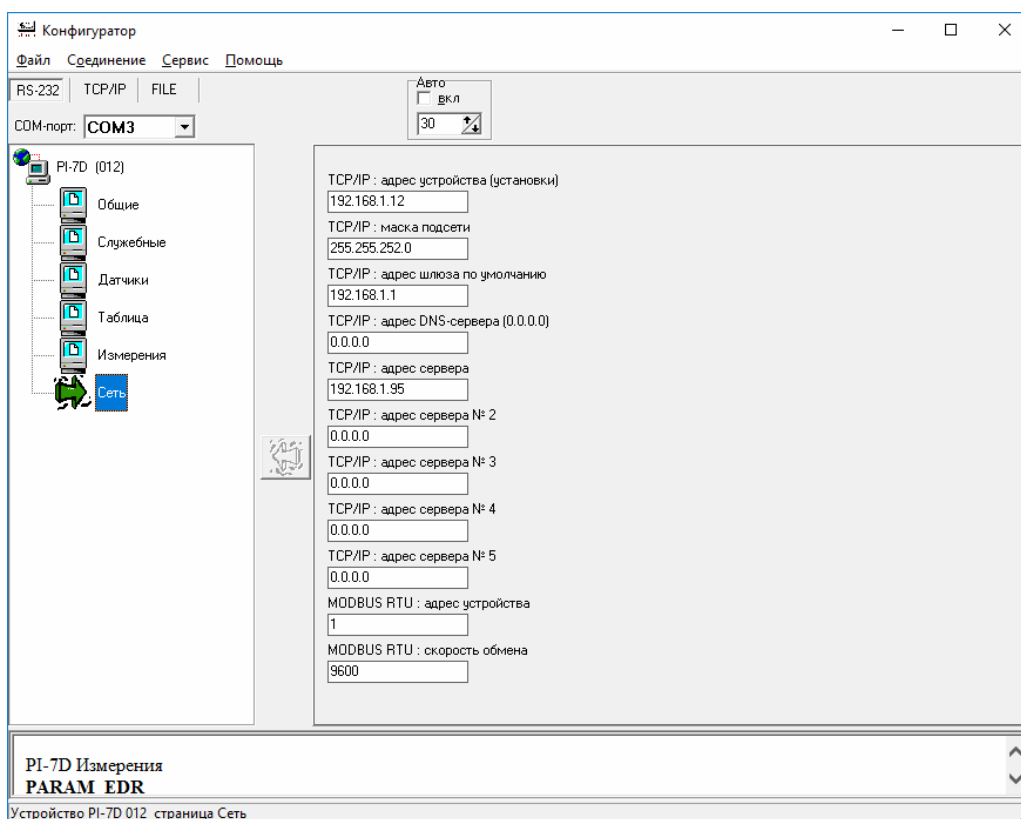 Конфигуратор
Файл Соединение Сервис Помощь
RS-232 TCP/IP FILE
Авто
вкл
30
COM-порт: COM3
PI-7D (012)
Общие
Служебные
Датчики
Таблица
Измерения
Сеть
TCP/IP : адрес устройства (установки)
192.168.1.12
TCP/IP : маска подсети
255.255.252.0
TCP/IP : адрес шлюза по умолчанию
192.168.1.1
TCP/IP : адрес DNS-сервера (0.0.0.0)
0.0.0.0
TCP/IP : адрес сервера
192.168.1.95
TCP/IP : адрес сервера № 2
0.0.0.0
TCP/IP : адрес сервера № 3
0.0.0.0
TCP/IP : адрес сервера № 4
0.0.0.0
TCP/IP : адрес сервера № 5
0.0.0.0
MODBUS RTU : адрес устройства
1
MODBUS RTU : скорость обмена
9600
PI-7D Измерения
PARAM EDR
Устройство PI-7D 012 страница Сеть